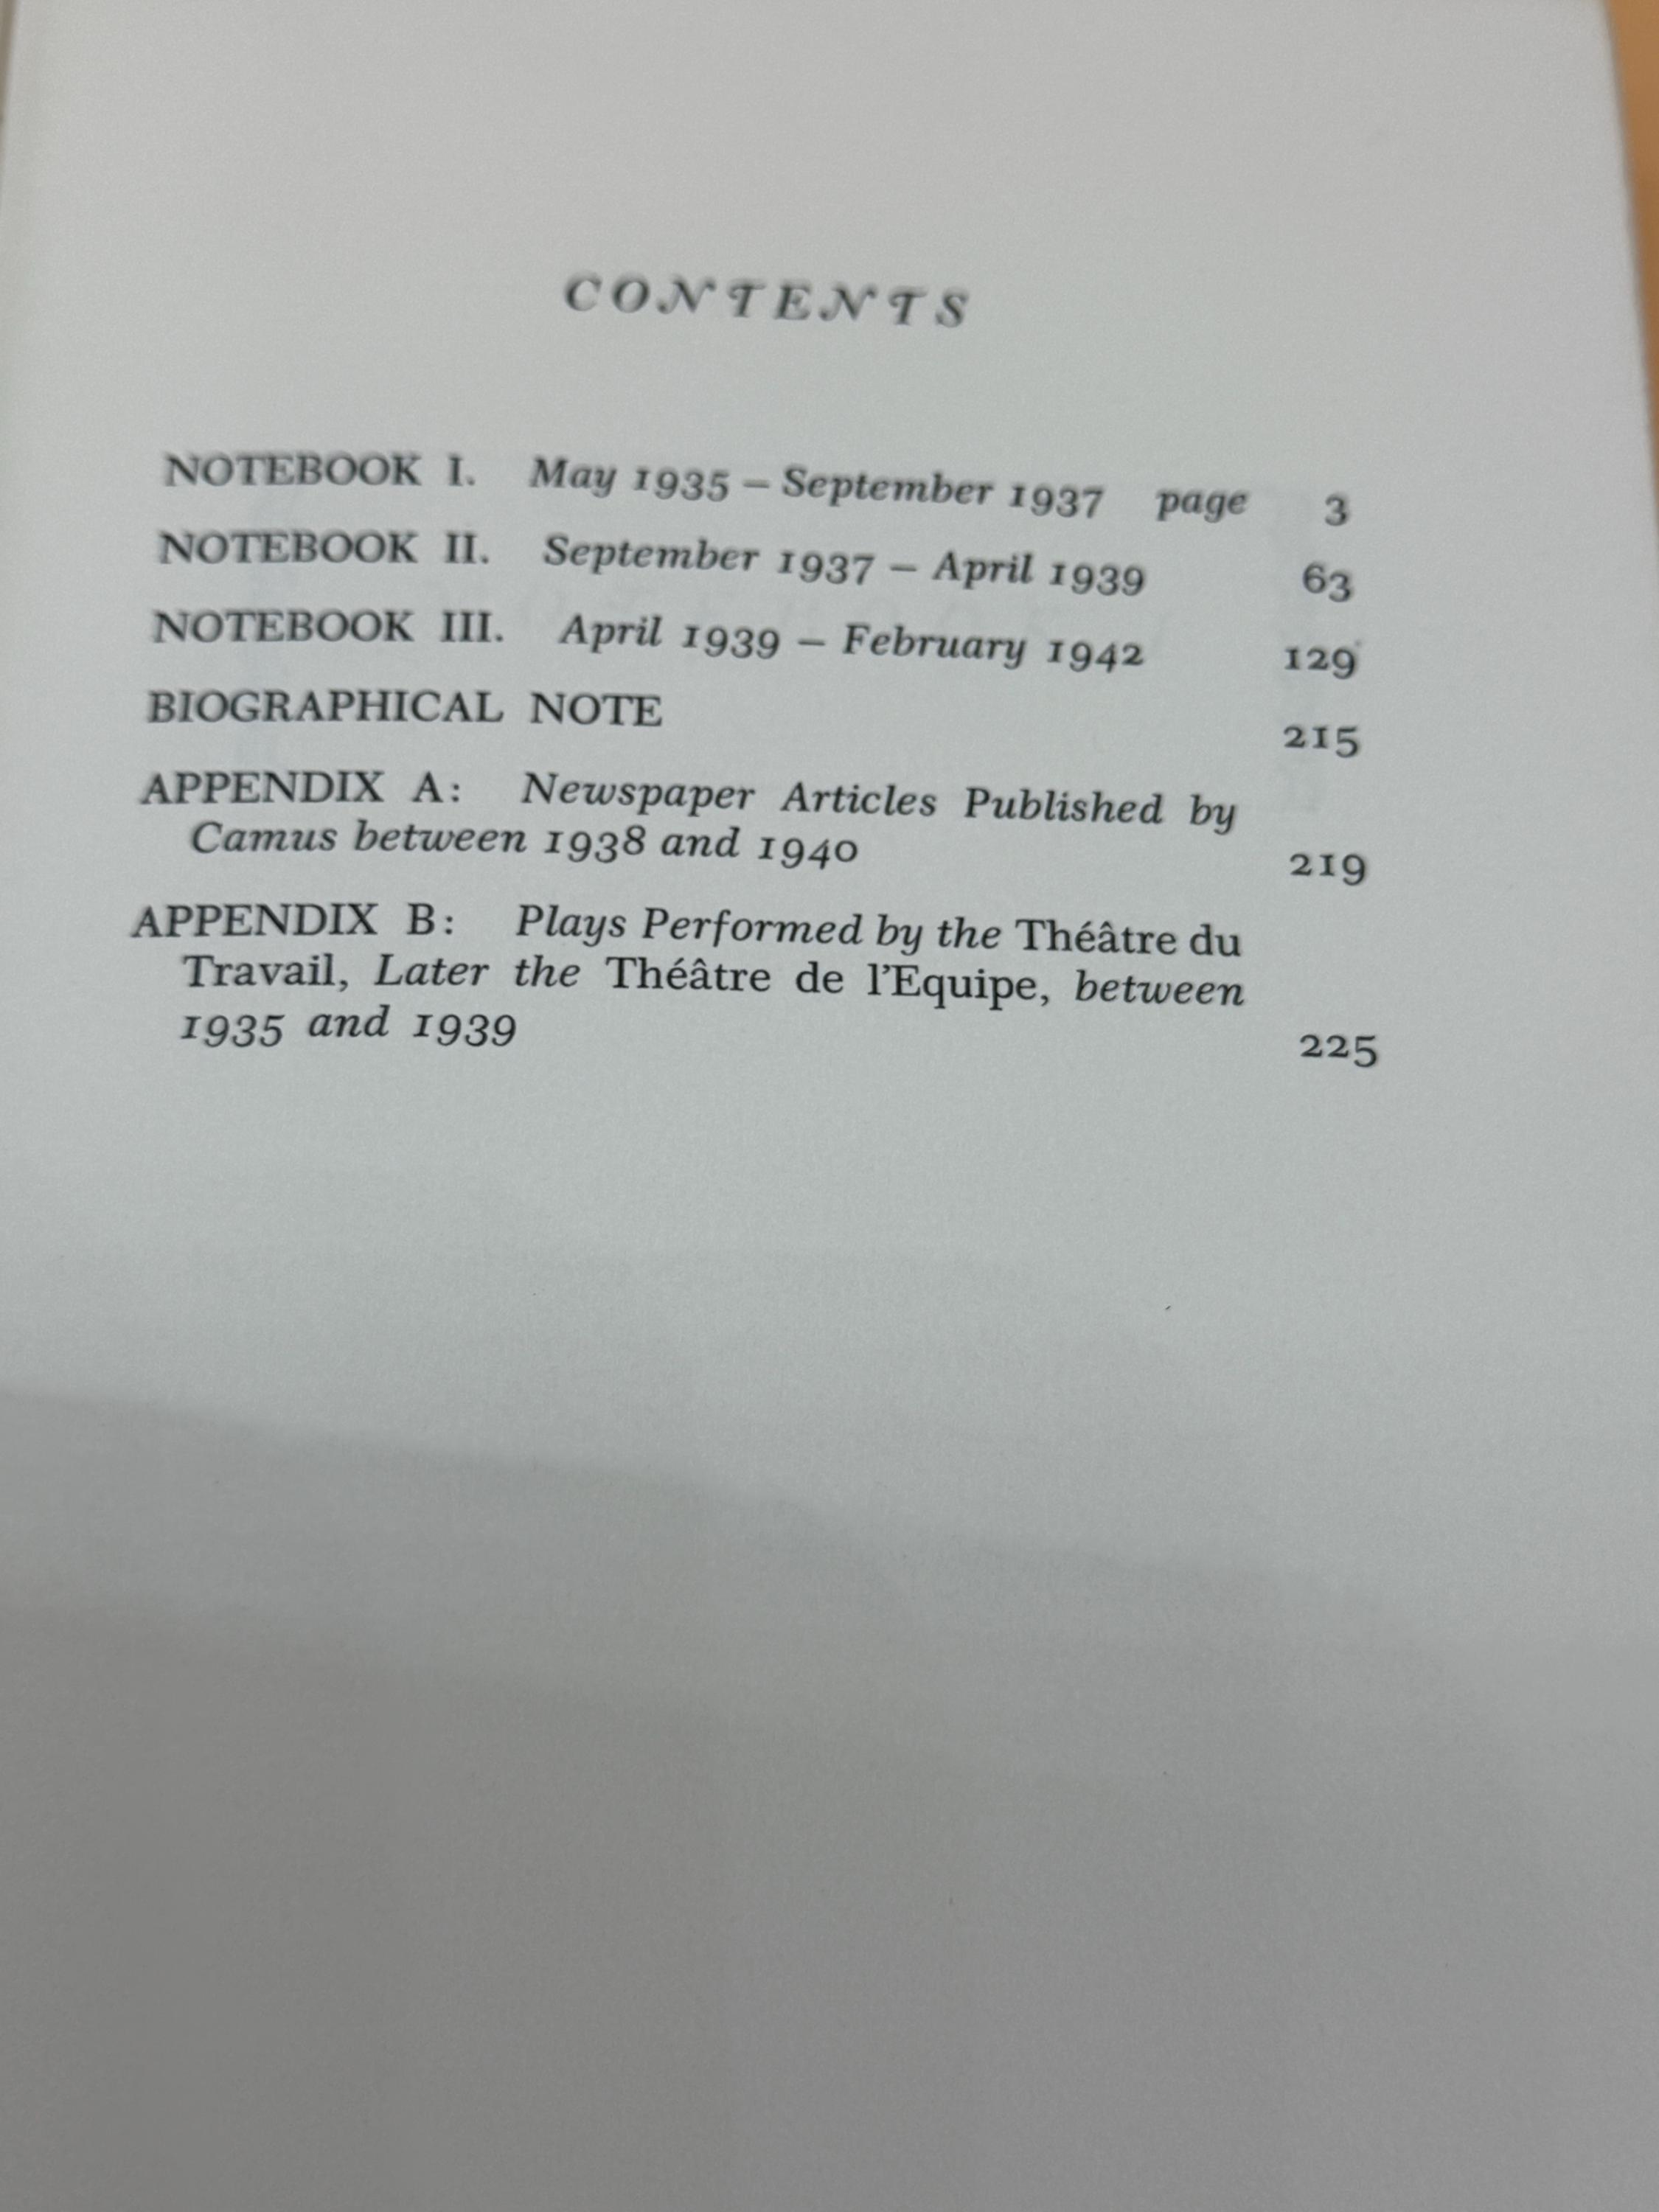 CONTENTS
NOTEBOOK I. May 1935 – September 1937 page 3
NOTEBOOK II. September 1937 – April 1939 63
NOTEBOOK III. April 1939 – February 1942 129
BIOGRAPHICAL NOTE 215
APPENDIX A: Newspaper Articles Published by
Camus between 1938 and 1940 219
APPENDIX B: Plays Performed by the Théâtre du
Travail, Later the Théâtre de l'Equipe, between
1935 and 1939 225